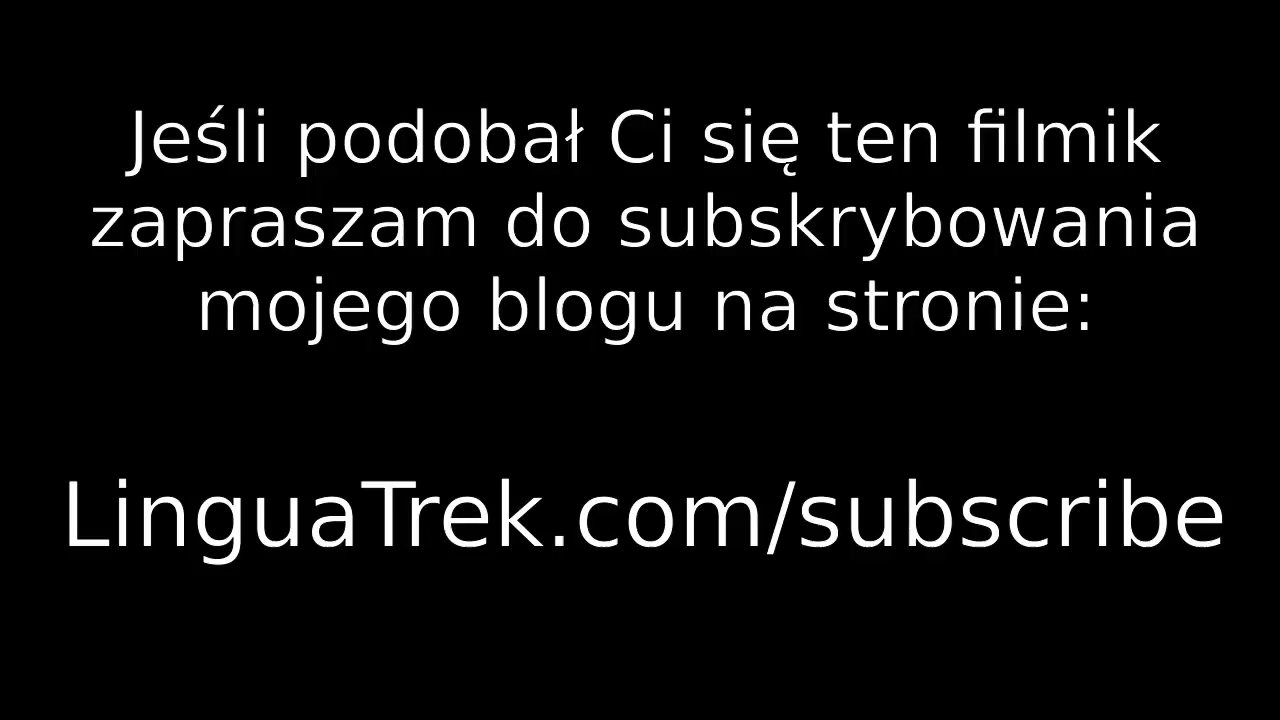 Jeśli podobał Ci się ten filmik
zapraszam do subskrybowania
mojego blogu na stronie:
LinguaTrek.com/subscribe